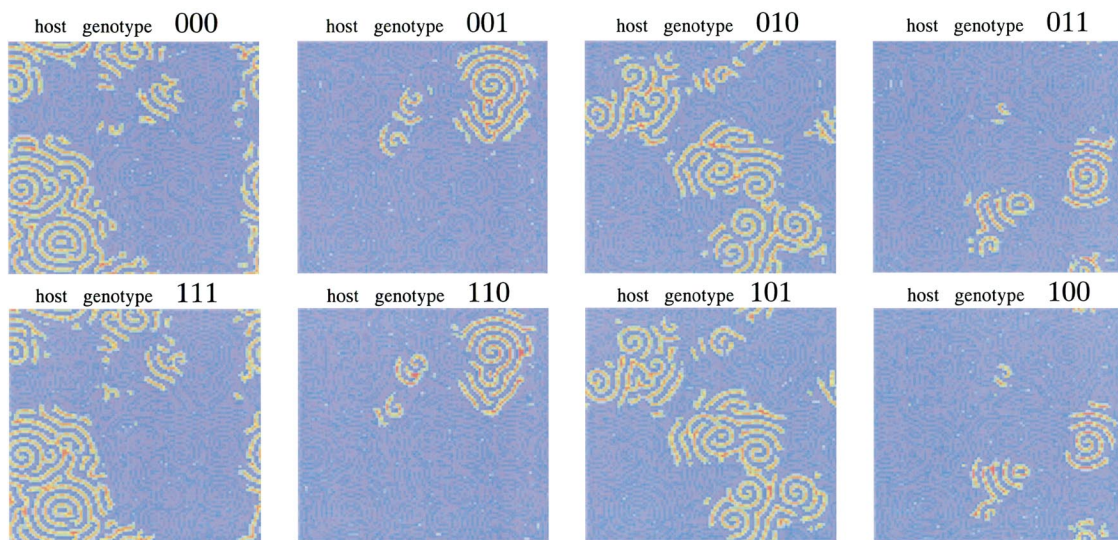 host genotype 000
host genotype 001
host genotype 010
host genotype 011
host genotype 111
host genotype 110
host genotype 101
host genotype 100